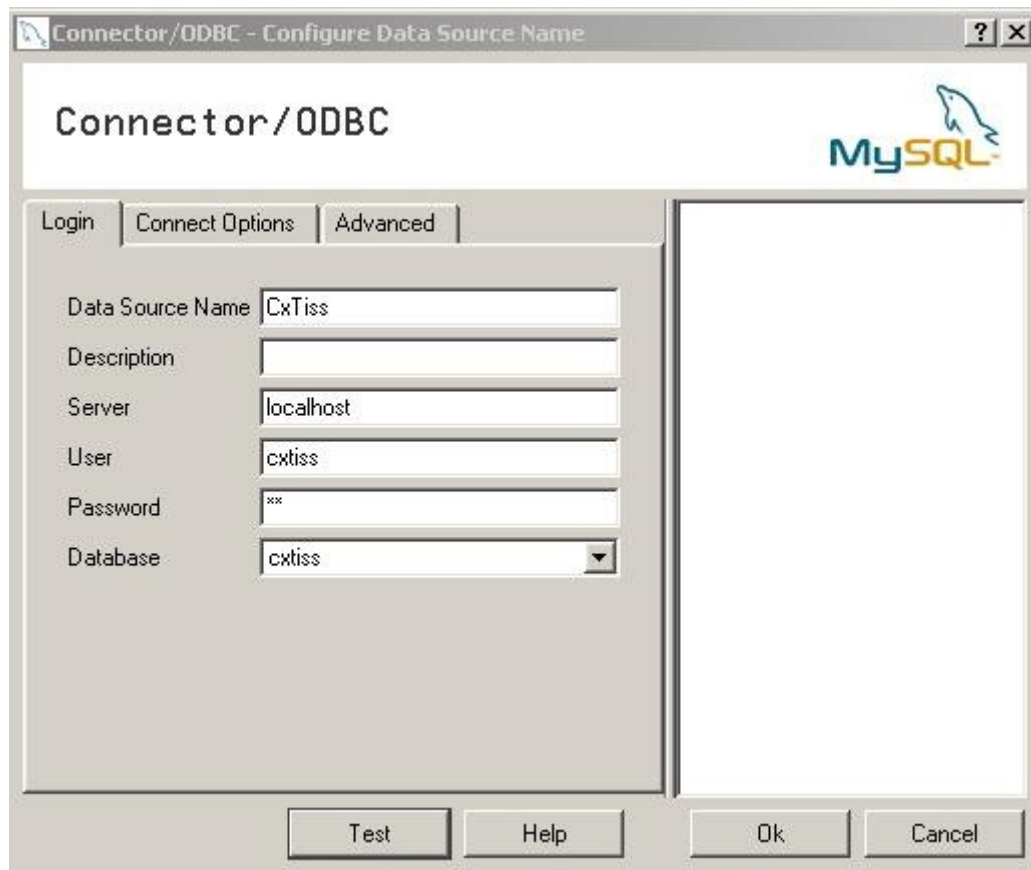 Connector/ODBC - Configure Data Source Name
Connector/ODBC
MySQL
Login Connect Options Advanced
Data Source Name CxTiss
Description
Server localhost
User cxtiss
Password **
Database cxtiss
Test Help Ok Cancel